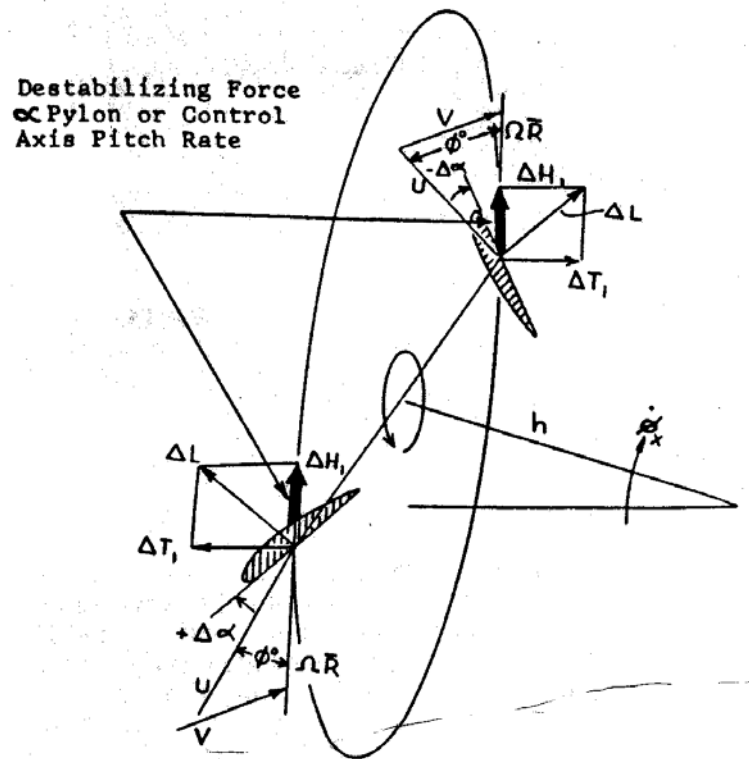 Destabilizing Force
∝ Pylon or Control
Axis Pitch Rate
V
ϕ°
ΩR̄
-Δα
U
ΔH₁
ΔL
ΔT₁
h
α̇ₓ
ΔL
ΔH₁
ΔT₁
+Δα
ϕ°
ΩR̄
U
V